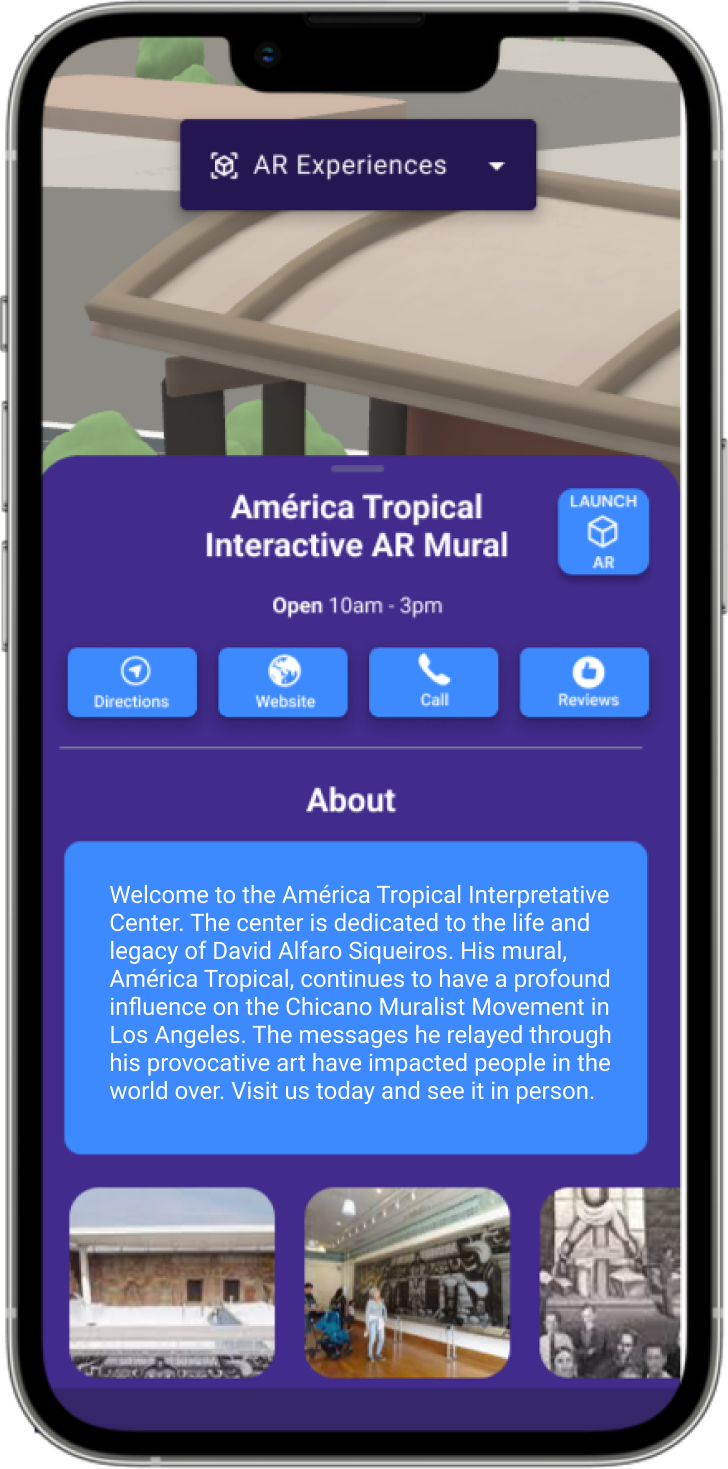 AR Experiences
América Tropical
Interactive AR Mural
LAUNCH
AR
Open 10am - 3pm
Directions
Website
Call
Reviews
About
Welcome to the América Tropical Interpretative
Center. The center is dedicated to the life and
legacy of David Alfaro Siqueiros. His mural,
América Tropical, continues to have a profound
influence on the Chicano Muralist Movement in
Los Angeles. The messages he relayed through
his provocative art have impacted people in the
world over. Visit us today and see it in person.